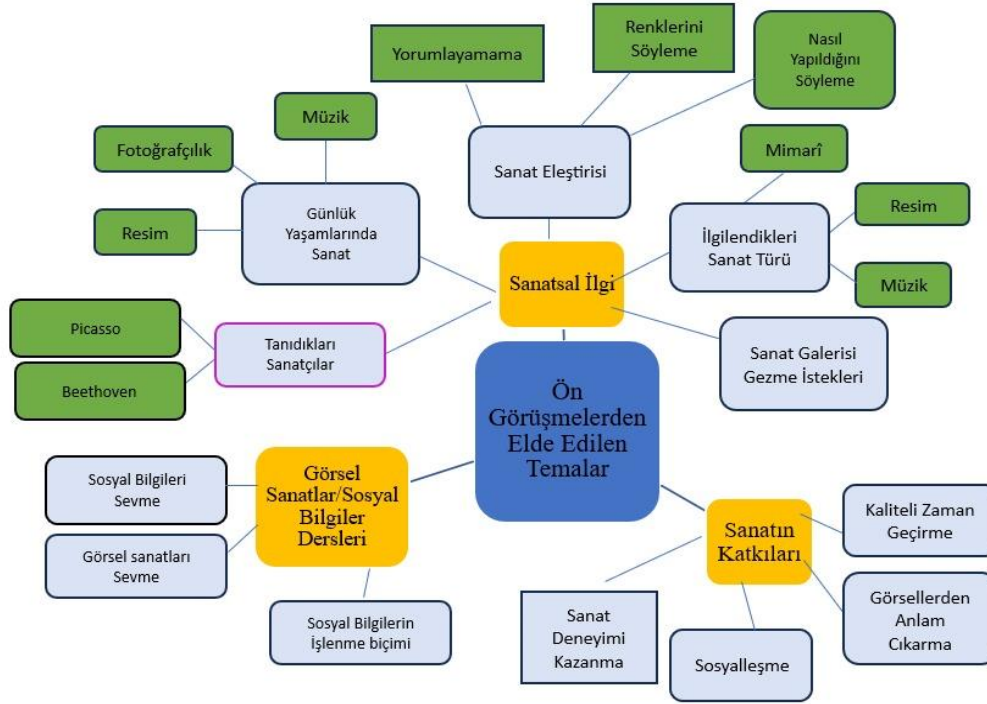 Yorumlayamama
Renklerini
Söyleme
Nasıl
Yapıldığını
Söyleme
Müzik
Fotoğrafçılık
Resim
Günlük
Yaşamlarında
Sanat
Sanat Eleştirisi
Mimarî
İlgilendikleri
Sanat Türü
Resim
Müzik
Sanatsal İlgi
Picasso
Beethoven
Tanıdıkları
Sanatçılar
Sanat Galerisi
Gezme İstekleri
Ön
Görüşmelerden
Elde Edilen
Temalar
Sosyal Bilgileri
Sevme
Görsel sanatları
Sevme
Görsel
Sanatlar/Sosyal
Bilgiler
Dersleri
Sosyal Bilgilerin
İşlenme biçimi
Sanatın
Katkıları
Kaliteli Zaman
Geçirme
Görsellerden
Anlam
Cıkarma
Sanat
Deneyimi
Kazanma
Sosyalleşme